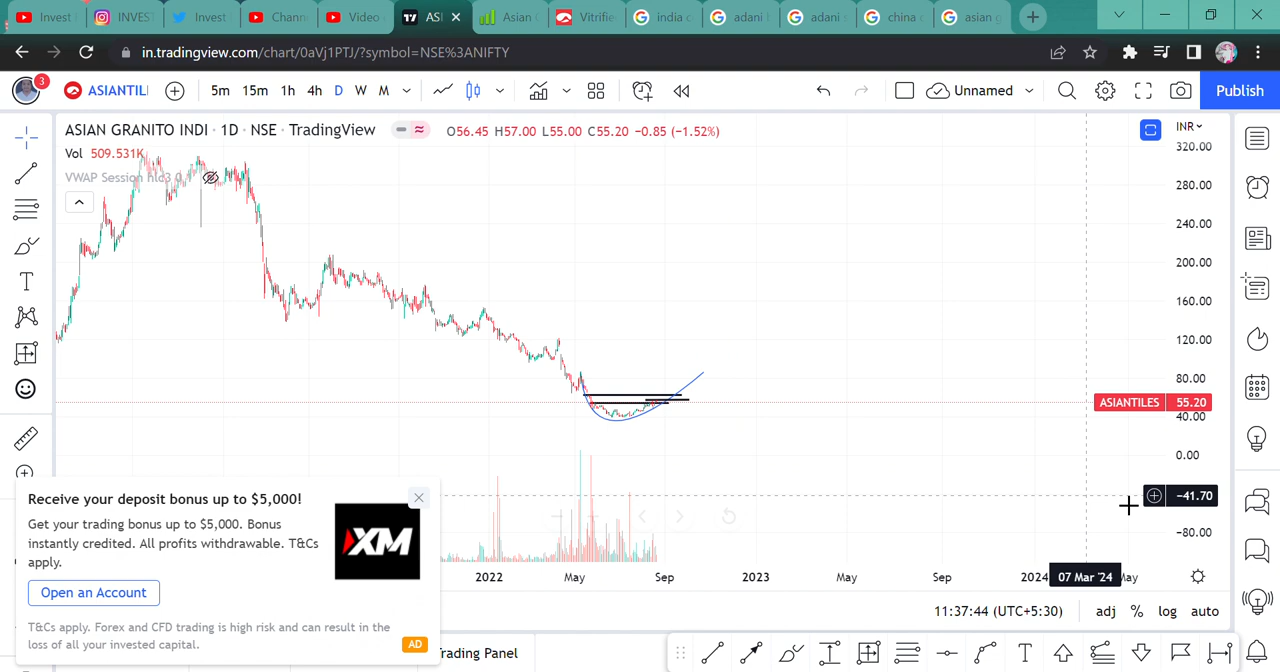 Invest I
INVEST
Invest I
Chann
Video
ASI
Asian G
Vitrifie
india c
adani h
adani s
china c
asian g
in.tradingview.com/chart/0aVj1PTJ/?symbol=NSE%3ANIFTY
3
ASIANTIL
5m 15m 1h 4h D W M
Unnamed
Publish
ASIAN GRANITO INDI · 1D · NSE · TradingView
O56.45 H57.00 L55.00 C55.20 −0.85 (−1.52%)
INR
Vol 509.531K
VWAP Session hlc3 0 1
320.00
280.00
240.00
200.00
160.00
120.00
80.00
ASIANTILES 55.20
40.00
0.00
−41.70
−80.00
Receive your deposit bonus up to $5,000!
Get your trading bonus up to $5,000. Bonus
instantly credited. All profits withdrawable. T&Cs
apply.
XM
Open an Account
T&Cs apply. Forex and CFD trading is high risk and can result in the
loss of all your invested capital.
AD
2022 May Sep 2023 May Sep 2024 07 Mar '24 May
11:37:44 (UTC+5:30) adj % log auto
rading Panel